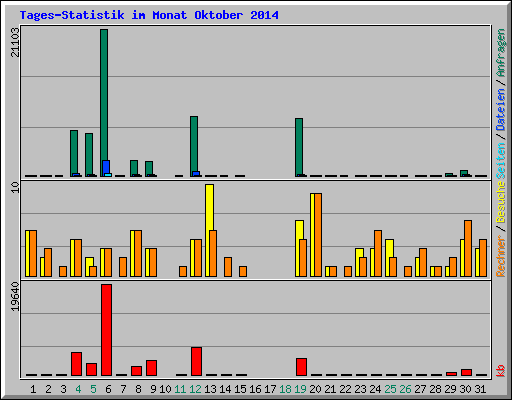 Tages-Statistik im Monat Oktober 2014
21103
10
19640
Rechner / Besuche Seiten / Dateien / Anfragen
kb
1 2 3 4 5 6 7 8 9 10 11 12 13 14 15 16 17 18 19 20 21 22 23 24 25 26 27 28 29 30 31